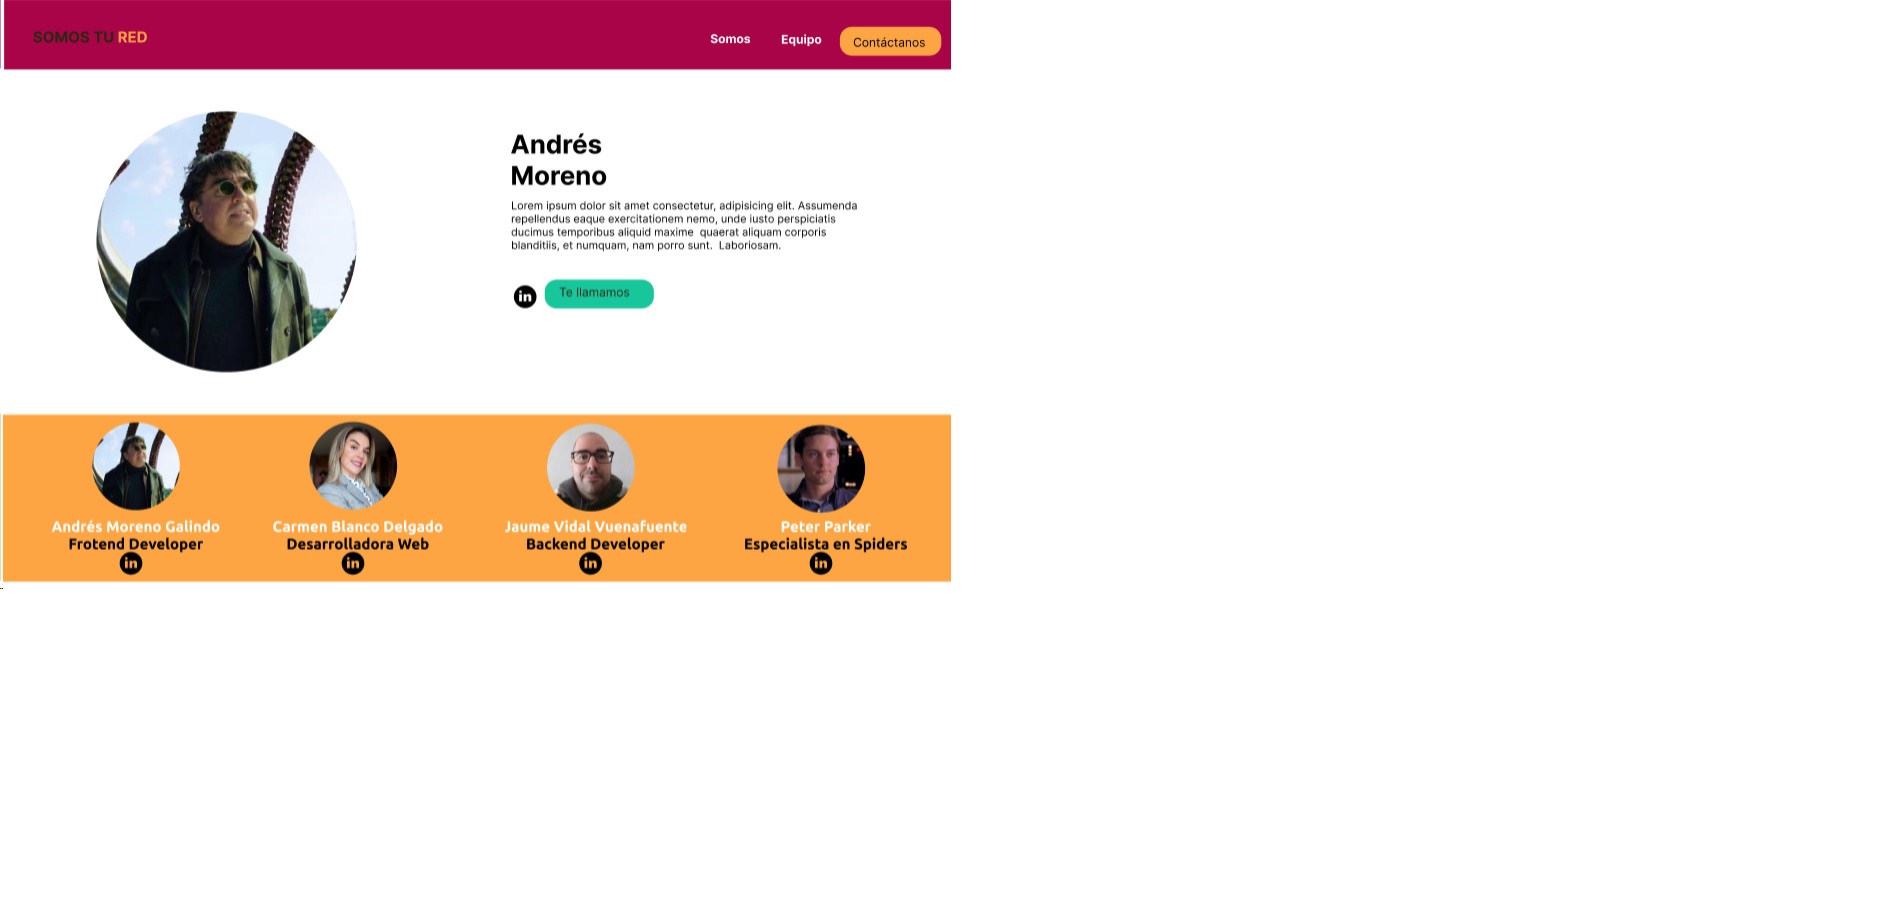 SOMOS TU RED
Somos
Equipo
Contáctanos
Andrés
Moreno
Lorem ipsum dolor sit amet consectetur, adipisicing elit. Assumenda
repellendus eaque exercitationem nemo, unde iusto perspiciatis
ducimus temporibus aliquid maxime quaerat aliquam corporis
blanditiis, et numquam, nam porro sunt. Laboriosam.
in
Te llamamos
Andrés Moreno Galindo
Frotend Developer
in
Carmen Blanco Delgado
Desarrolladora Web
in
Jaume Vidal Vuenafuente
Backend Developer
in
Peter Parker
Especialista en Spiders
in